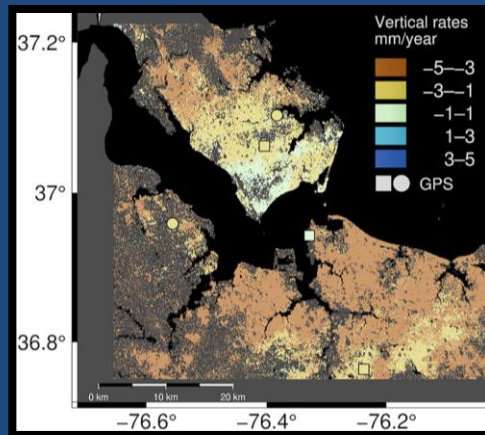 Vertical rates
mm/year
−5–−3
−3–−1
−1–1
1–3
3–5
GPS
37.2°
37°
36.8°
0 km
10 km
20 km
−76.6°
−76.4°
−76.2°